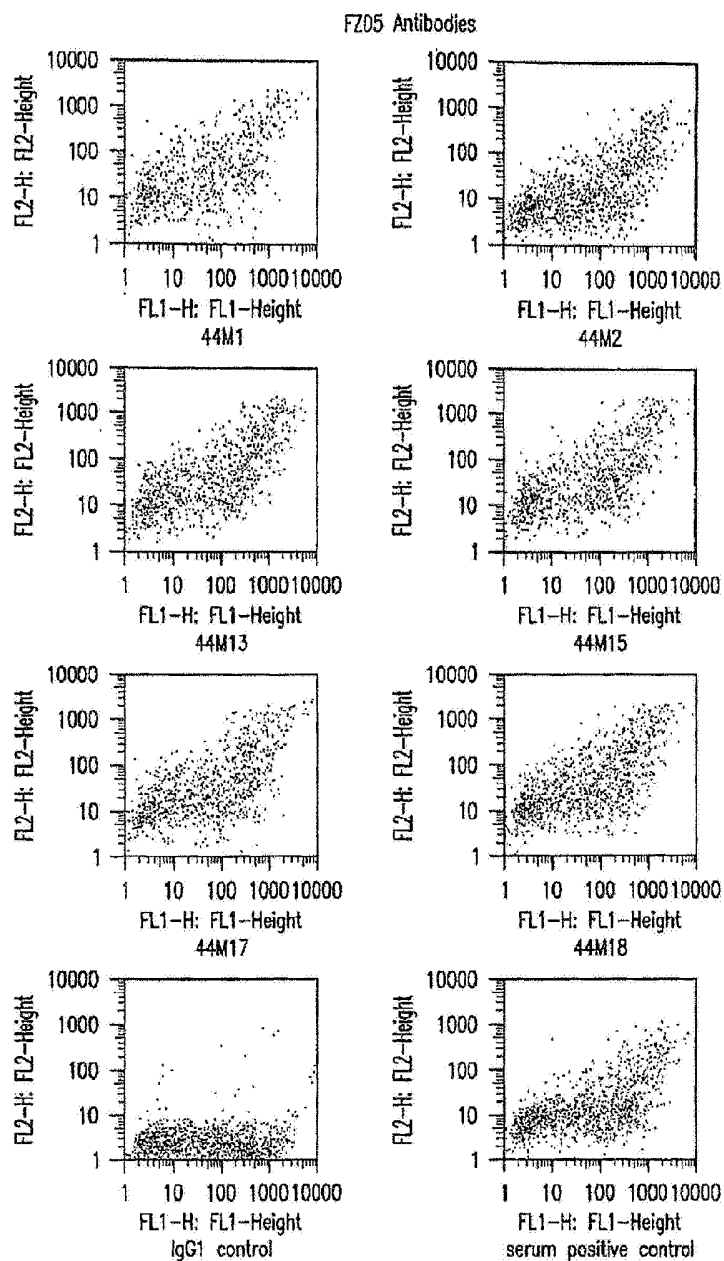 FZD5 Antibodies
10000 10000
1000 1000
100 100
10 10
1 1
FL2-H: FL2-Height FL2-H: FL2-Height
1 10 100 1000 10000 1 10 100 1000 10000
FL1-H: FL1-Height FL1-H: FL1-Height
44M1 44M2
10000 10000
1000 1000
100 100
10 10
1 1
FL2-H: FL2-Height FL2-H: FL2-Height
1 10 100 1000 10000 1 10 100 1000 10000
FL1-H: FL1-Height FL1-H: FL1-Height
44M13 44M15
10000 10000
1000 1000
100 100
10 10
1 1
FL2-H: FL2-Height FL2-H: FL2-Height
1 10 100 1000 10000 1 10 100 1000 10000
FL1-H: FL1-Height FL1-H: FL1-Height
44M17 44M18
10000 10000
1000 1000
100 100
10 10
1 1
FL2-H: FL2-Height FL2-H: FL2-Height
1 10 100 1000 10000 1 10 100 1000 10000
FL1-H: FL1-Height FL1-H: FL1-Height
IgG1 control serum positive control